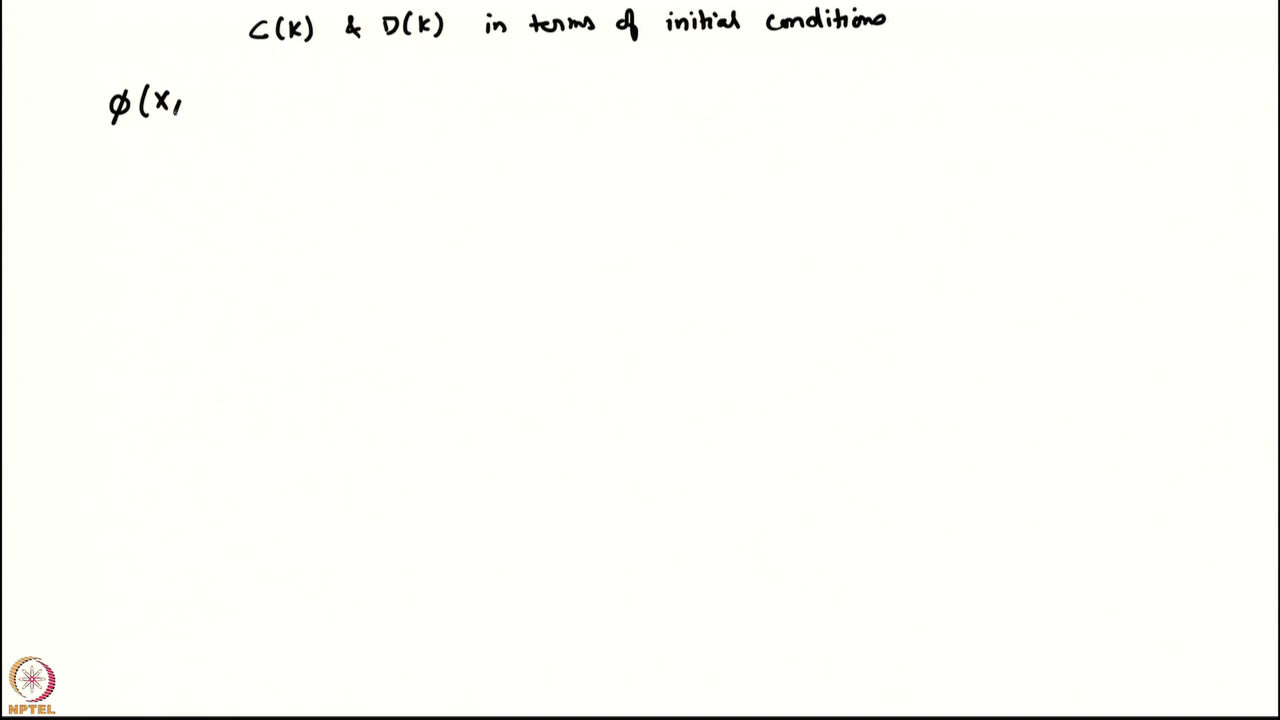 C(k) & D(k) in terms of initial conditions
φ(x,
NPTEL